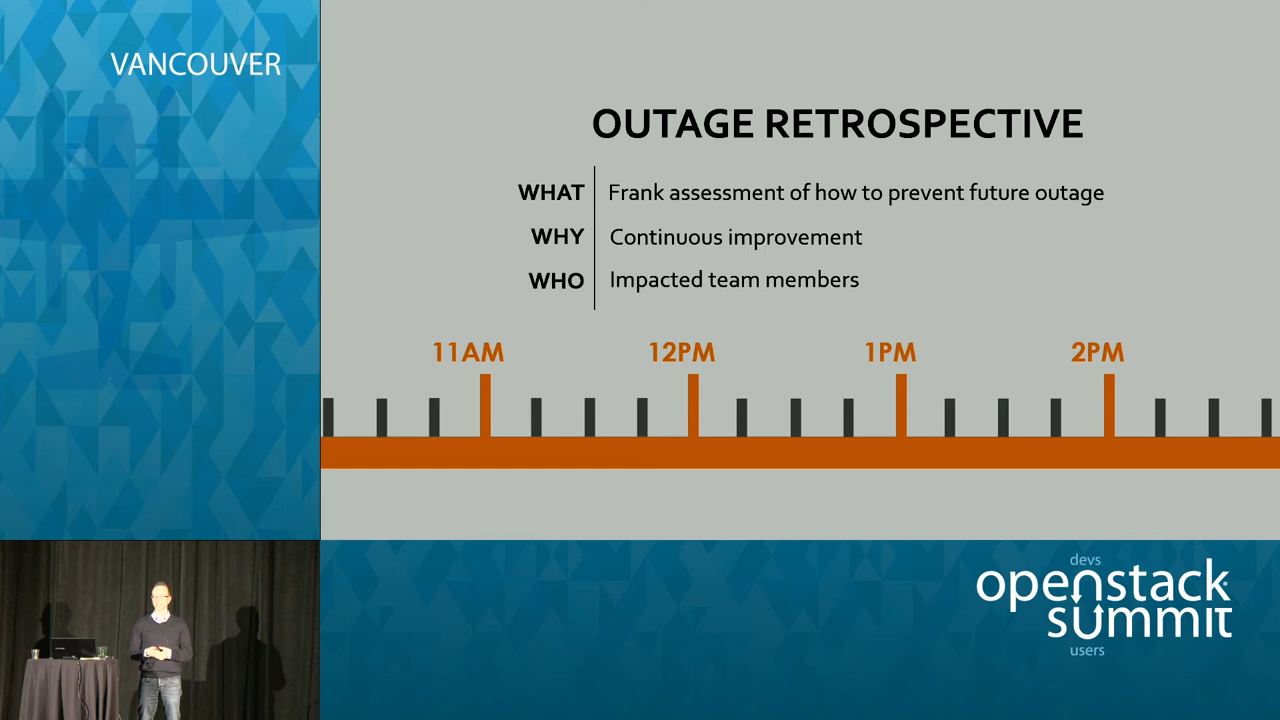 VANCOUVER
OUTAGE RETROSPECTIVE
WHAT Frank assessment of how to prevent future outage
WHY Continuous improvement
WHO Impacted team members
11AM 12PM 1PM 2PM
devs
openstack
summit
users